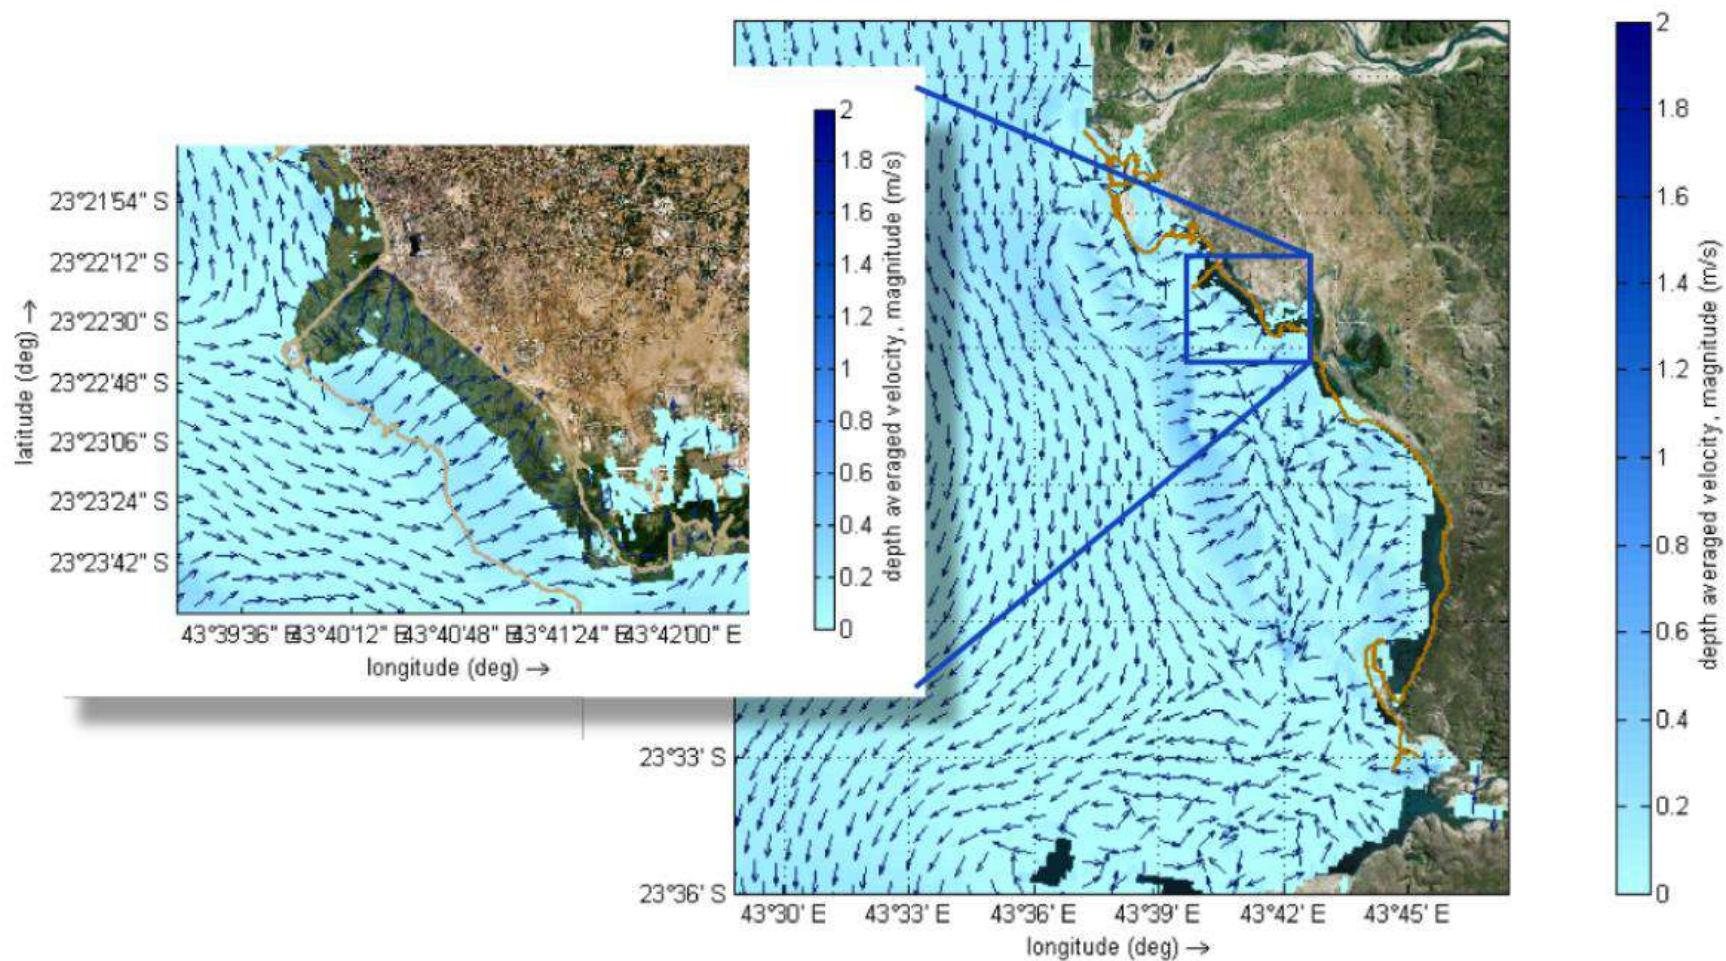 2
1.8
1.6
1.4
1.2
1
0.8
0.6
0.4
0.2
0
depth averaged velocity, magnitude (m/s)
23°21'54" S
23°22'12" S
23°22'30" S
23°22'48" S
23°23'06" S
23°23'24" S
23°23'42" S
latitude (deg) →
43°39'36" E
43°40'12" E
43°40'48" E
43°41'24" E
43°42'00" E
longitude (deg) →
23°33' S
23°36' S
43°30' E
43°33' E
43°36' E
43°39' E
43°42' E
43°45' E
longitude (deg) →
2
1.8
1.6
1.4
1.2
1
0.8
0.6
0.4
0.2
0
depth averaged velocity, magnitude (m/s)